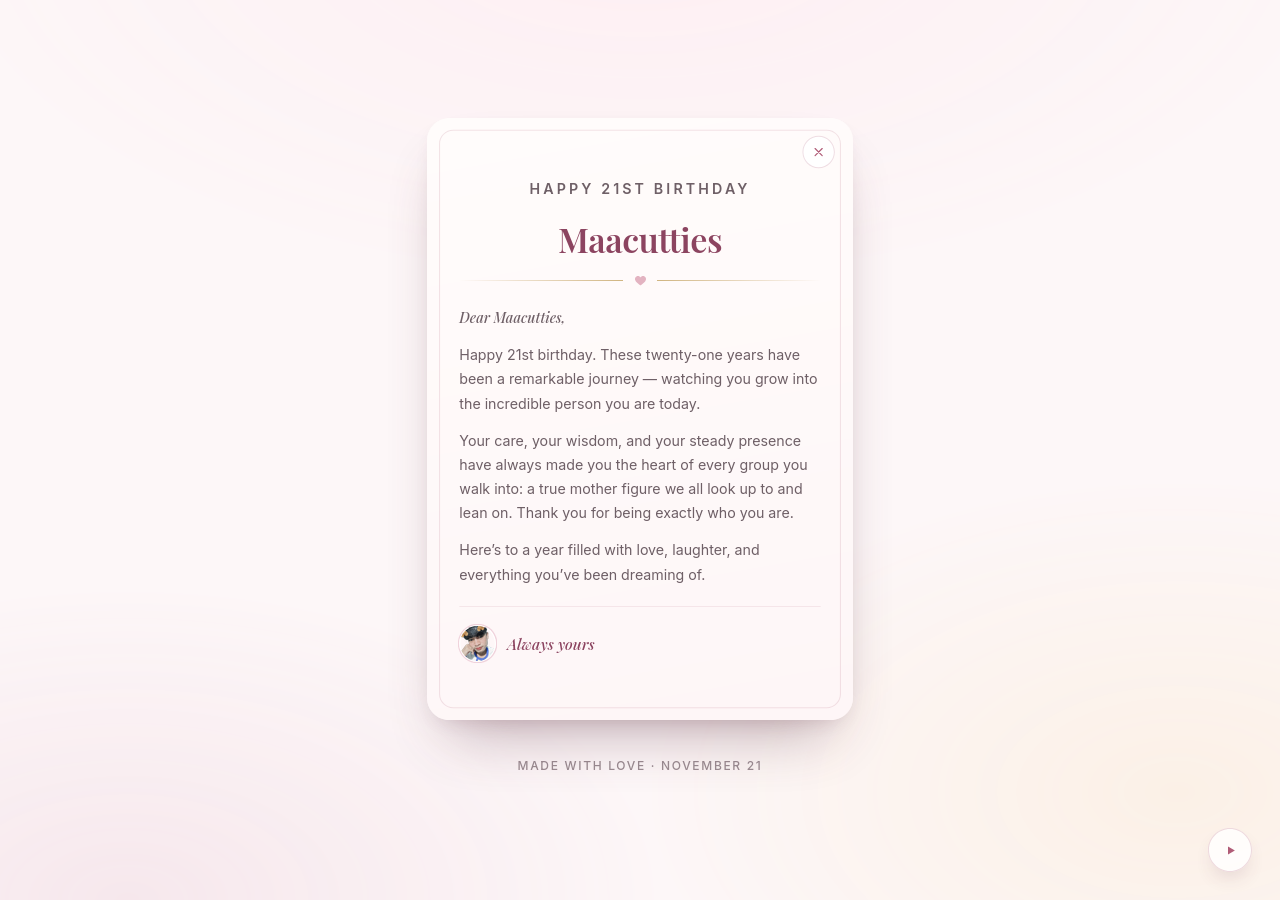 HAPPY 21ST BIRTHDAY
Maacutties
Dear Maacutties,
Happy 21st birthday. These twenty-one years have
been a remarkable journey — watching you grow into
the incredible person you are today.
Your care, your wisdom, and your steady presence
have always made you the heart of every group you
walk into: a true mother figure we all look up to and
lean on. Thank you for being exactly who you are.
Here’s to a year filled with love, laughter, and
everything you’ve been dreaming of.
Always yours
MADE WITH LOVE · NOVEMBER 21